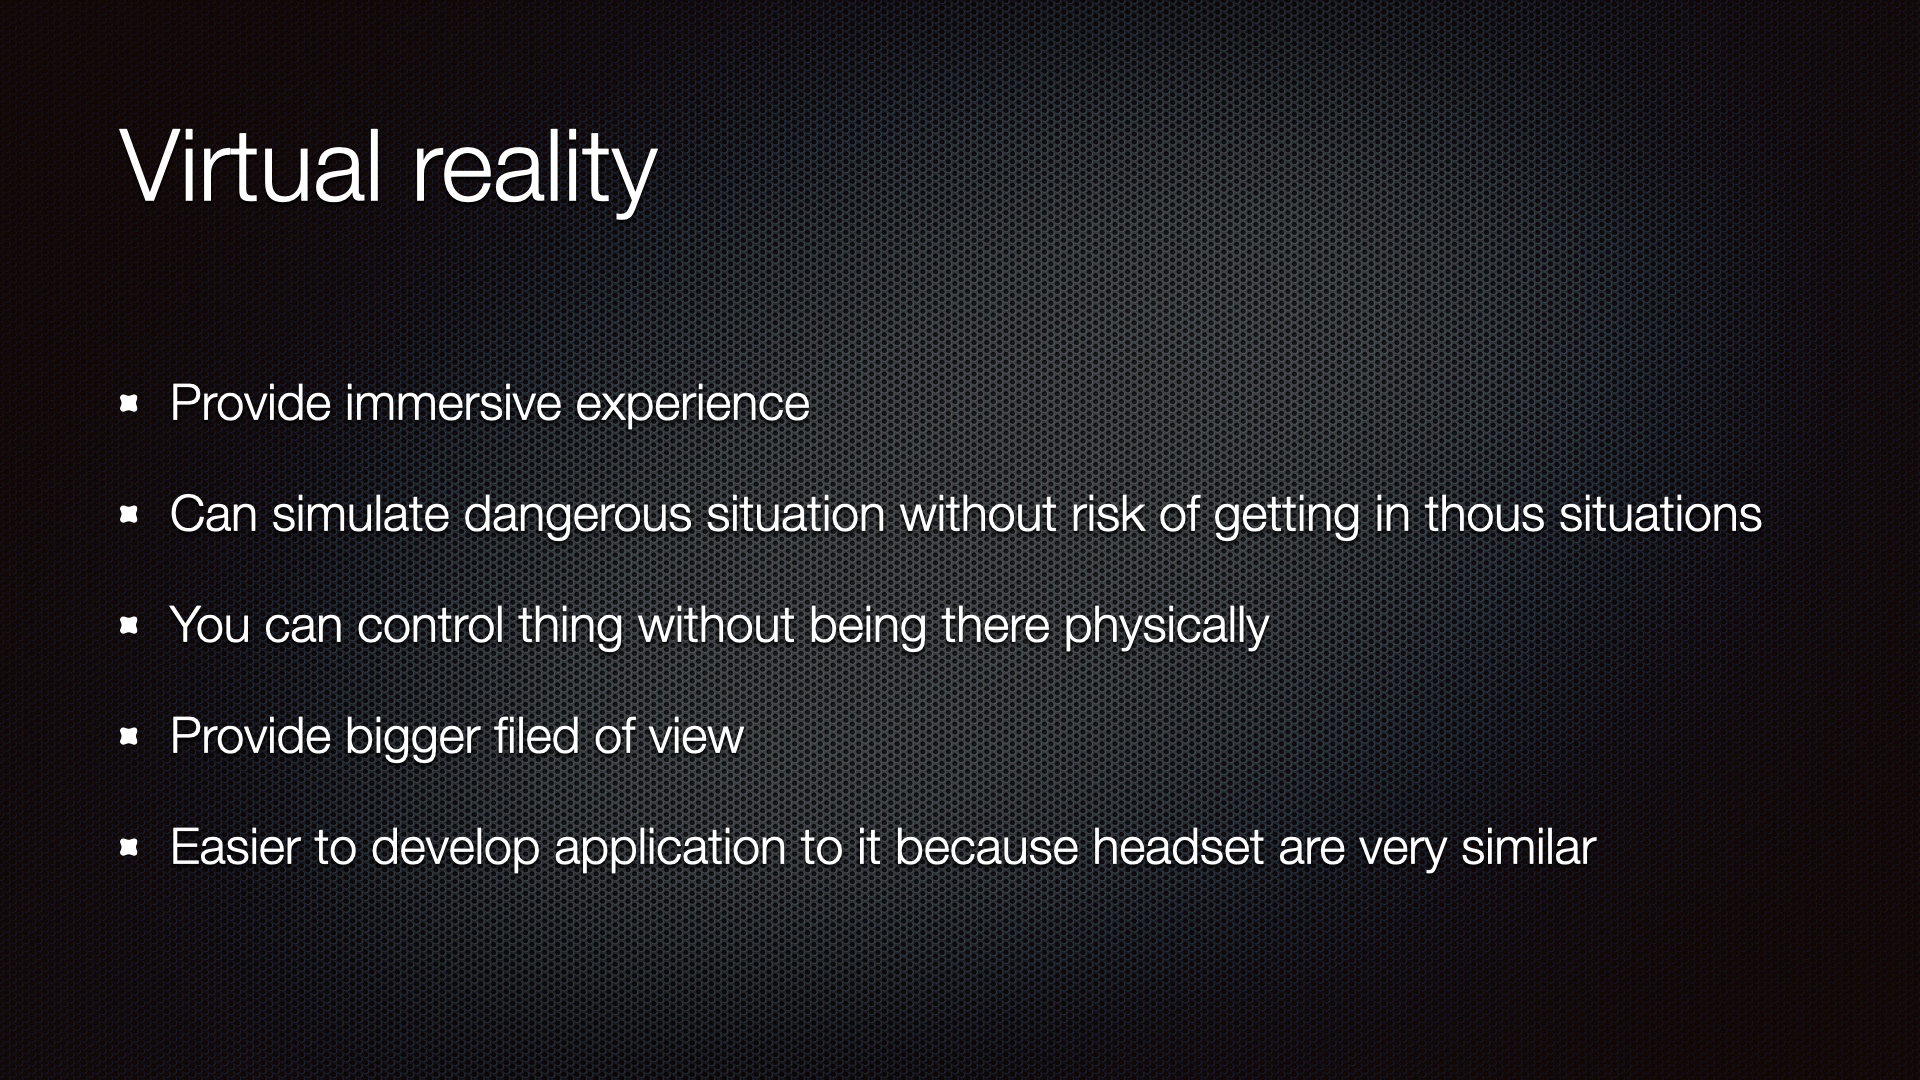 Virtual reality
Provide immersive experience
Can simulate dangerous situation without risk of getting in thous situations
You can control thing without being there physically
Provide bigger filed of view
Easier to develop application to it because headset are very similar